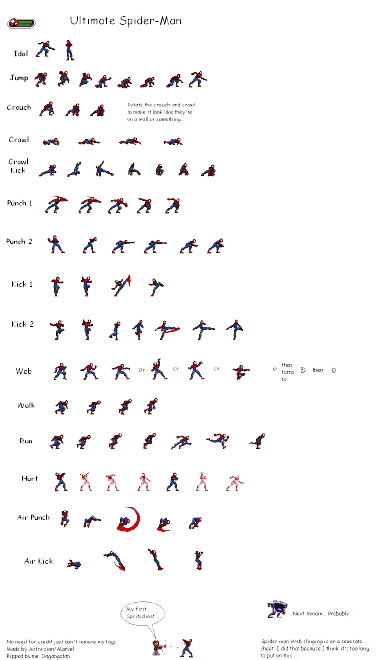 Ultimate Spider-Man
Idol
Jump
Crouch
Rotate the crouch and crawl
to make it look like they're
on a wall or something...
Crawl
Crawl
Kick
Punch 1
Punch 2
Kick 1
Kick 2
Web
Or
Or
Or
then
turns
to
then
Walk
Run
Hurt
Air Punch
Air Kick
My first
Spritesheet
Next Venom... Probably...
No need for credit just don't remove my tags
Made by Activision/Marvel
Ripped by me:
Spider-man Web slinging is on a seperate
sheet. I did that because I think it's too long
to put on this...